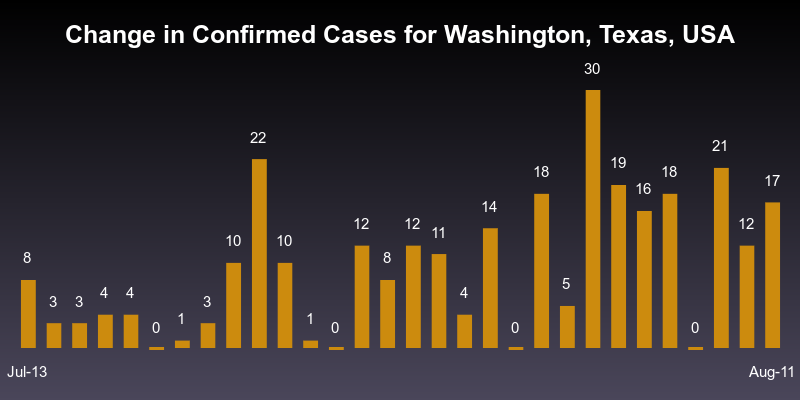 Change in Confirmed Cases for Washington, Texas, USA
8 3 3 4 4 0 1 3 10 22 10 1 0 12 8 12 11 4 14 0 18 5 30 19 16 18 0 21 12 17
Jul-13 Aug-11